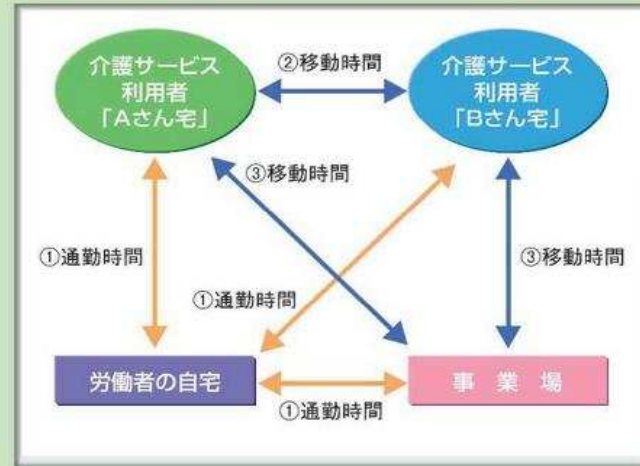 介護サービス
利用者
「Aさん宅」
②移動時間
介護サービス
利用者
「Bさん宅」
③移動時間
①通勤時間
③移動時間
①通勤時間
労働者の自宅
事業場
①通勤時間